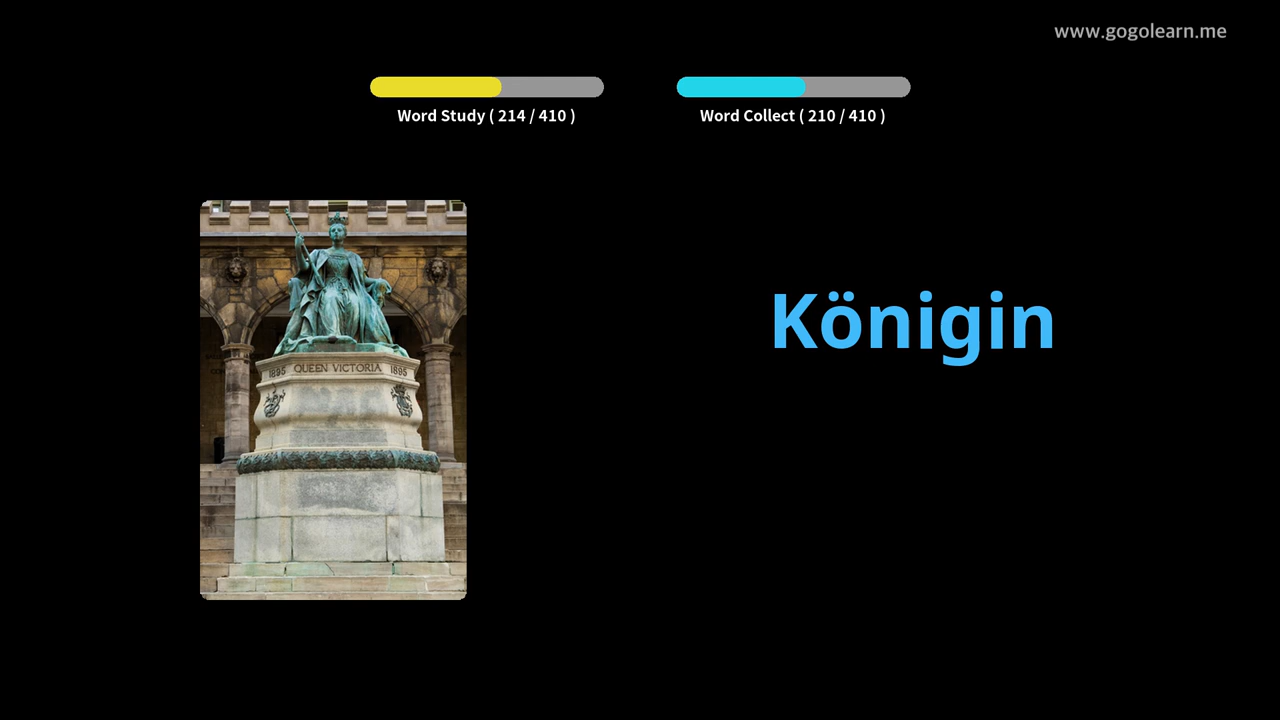 www.gogolearn.me
Word Study ( 214 / 410 )
Word Collect ( 210 / 410 )
Königin
1895 QUEEN VICTORIA 1895